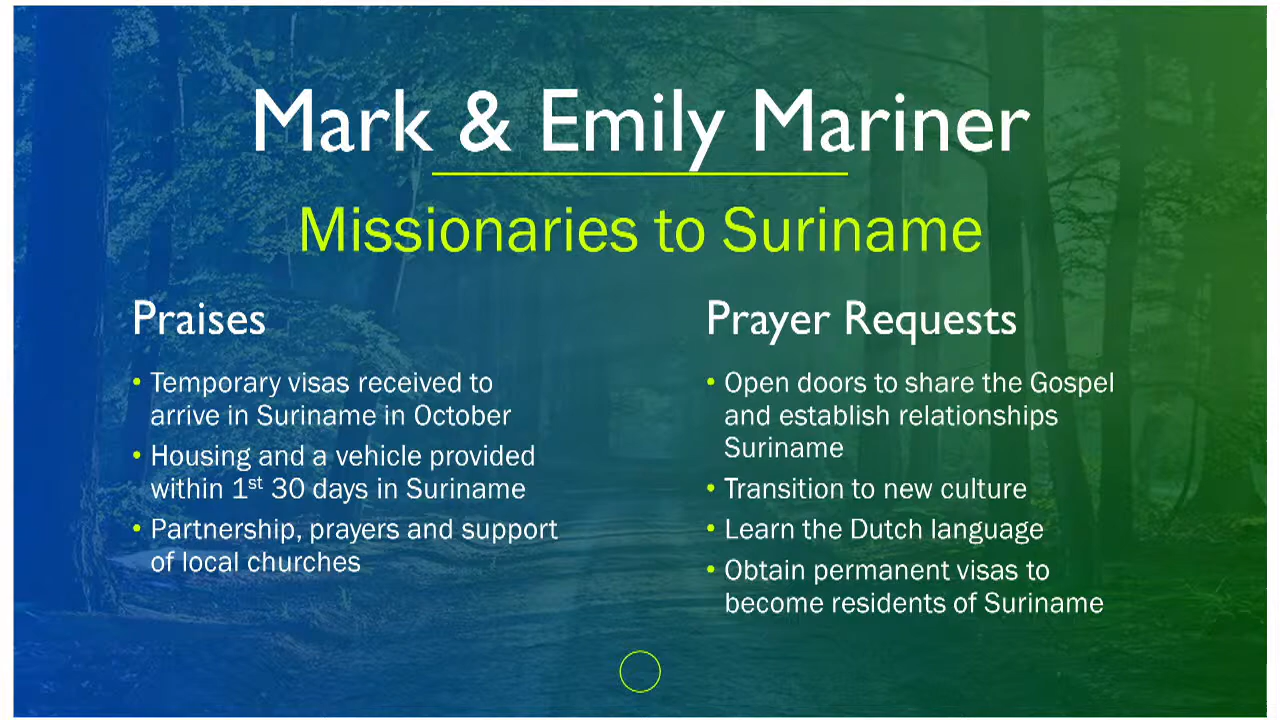 Mark & Emily Mariner
Missionaries to Suriname
Praises
• Temporary visas received to
arrive in Suriname in October
• Housing and a vehicle provided
within 1st 30 days in Suriname
• Partnership, prayers and support
of local churches
Prayer Requests
• Open doors to share the Gospel
and establish relationships
Suriname
• Transition to new culture
• Learn the Dutch language
• Obtain permanent visas to
become residents of Suriname